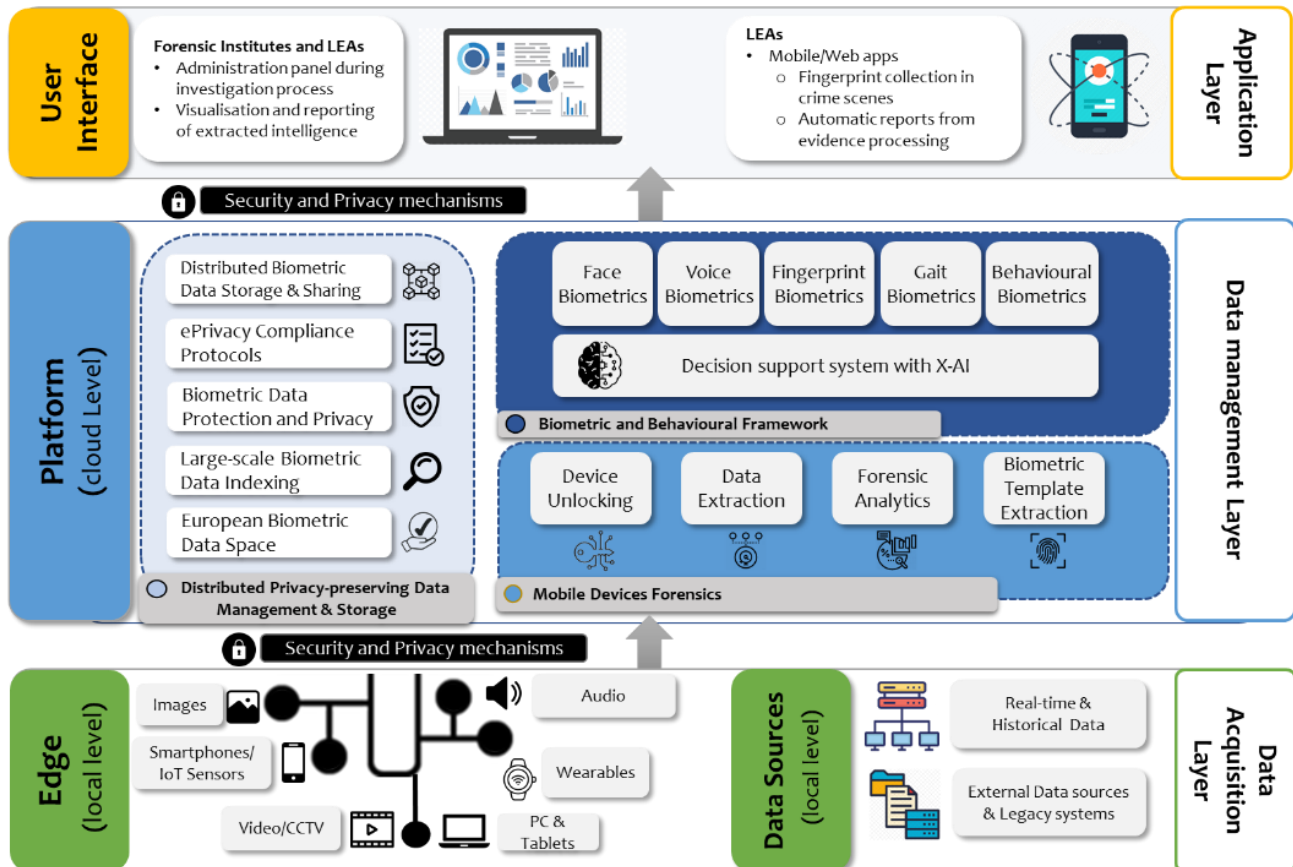 User
Interface
Forensic Institutes and LEAs
• Administration panel during
investigation process
• Visualisation and reporting
of extracted intelligence
LEAs
• Mobile/Web apps
o Fingerprint collection in
crime scenes
o Automatic reports from
evidence processing
Application
Layer
Security and Privacy mechanisms
Platform
(cloud Level)
Distributed Biometric
Data Storage & Sharing
ePrivacy Compliance
Protocols
Biometric Data
Protection and Privacy
Large-scale Biometric
Data Indexing
European Biometric
Data Space
Distributed Privacy-preserving Data
Management & Storage
Face
Biometrics
Voice
Biometrics
Fingerprint
Biometrics
Gait
Biometrics
Behavioural
Biometrics
Decision support system with X-AI
Biometric and Behavioural Framework
Device
Unlocking
Data
Extraction
Forensic
Analytics
Biometric
Template
Extraction
Mobile Devices Forensics
Data management Layer
Security and Privacy mechanisms
Edge
(local level)
Images
Smartphones/
IoT Sensors
Video/CCTV
Audio
Wearables
PC &
Tablets
Data Sources
(local level)
Real-time &
Historical Data
External Data sources
& Legacy systems
Data
Acquisition
Layer